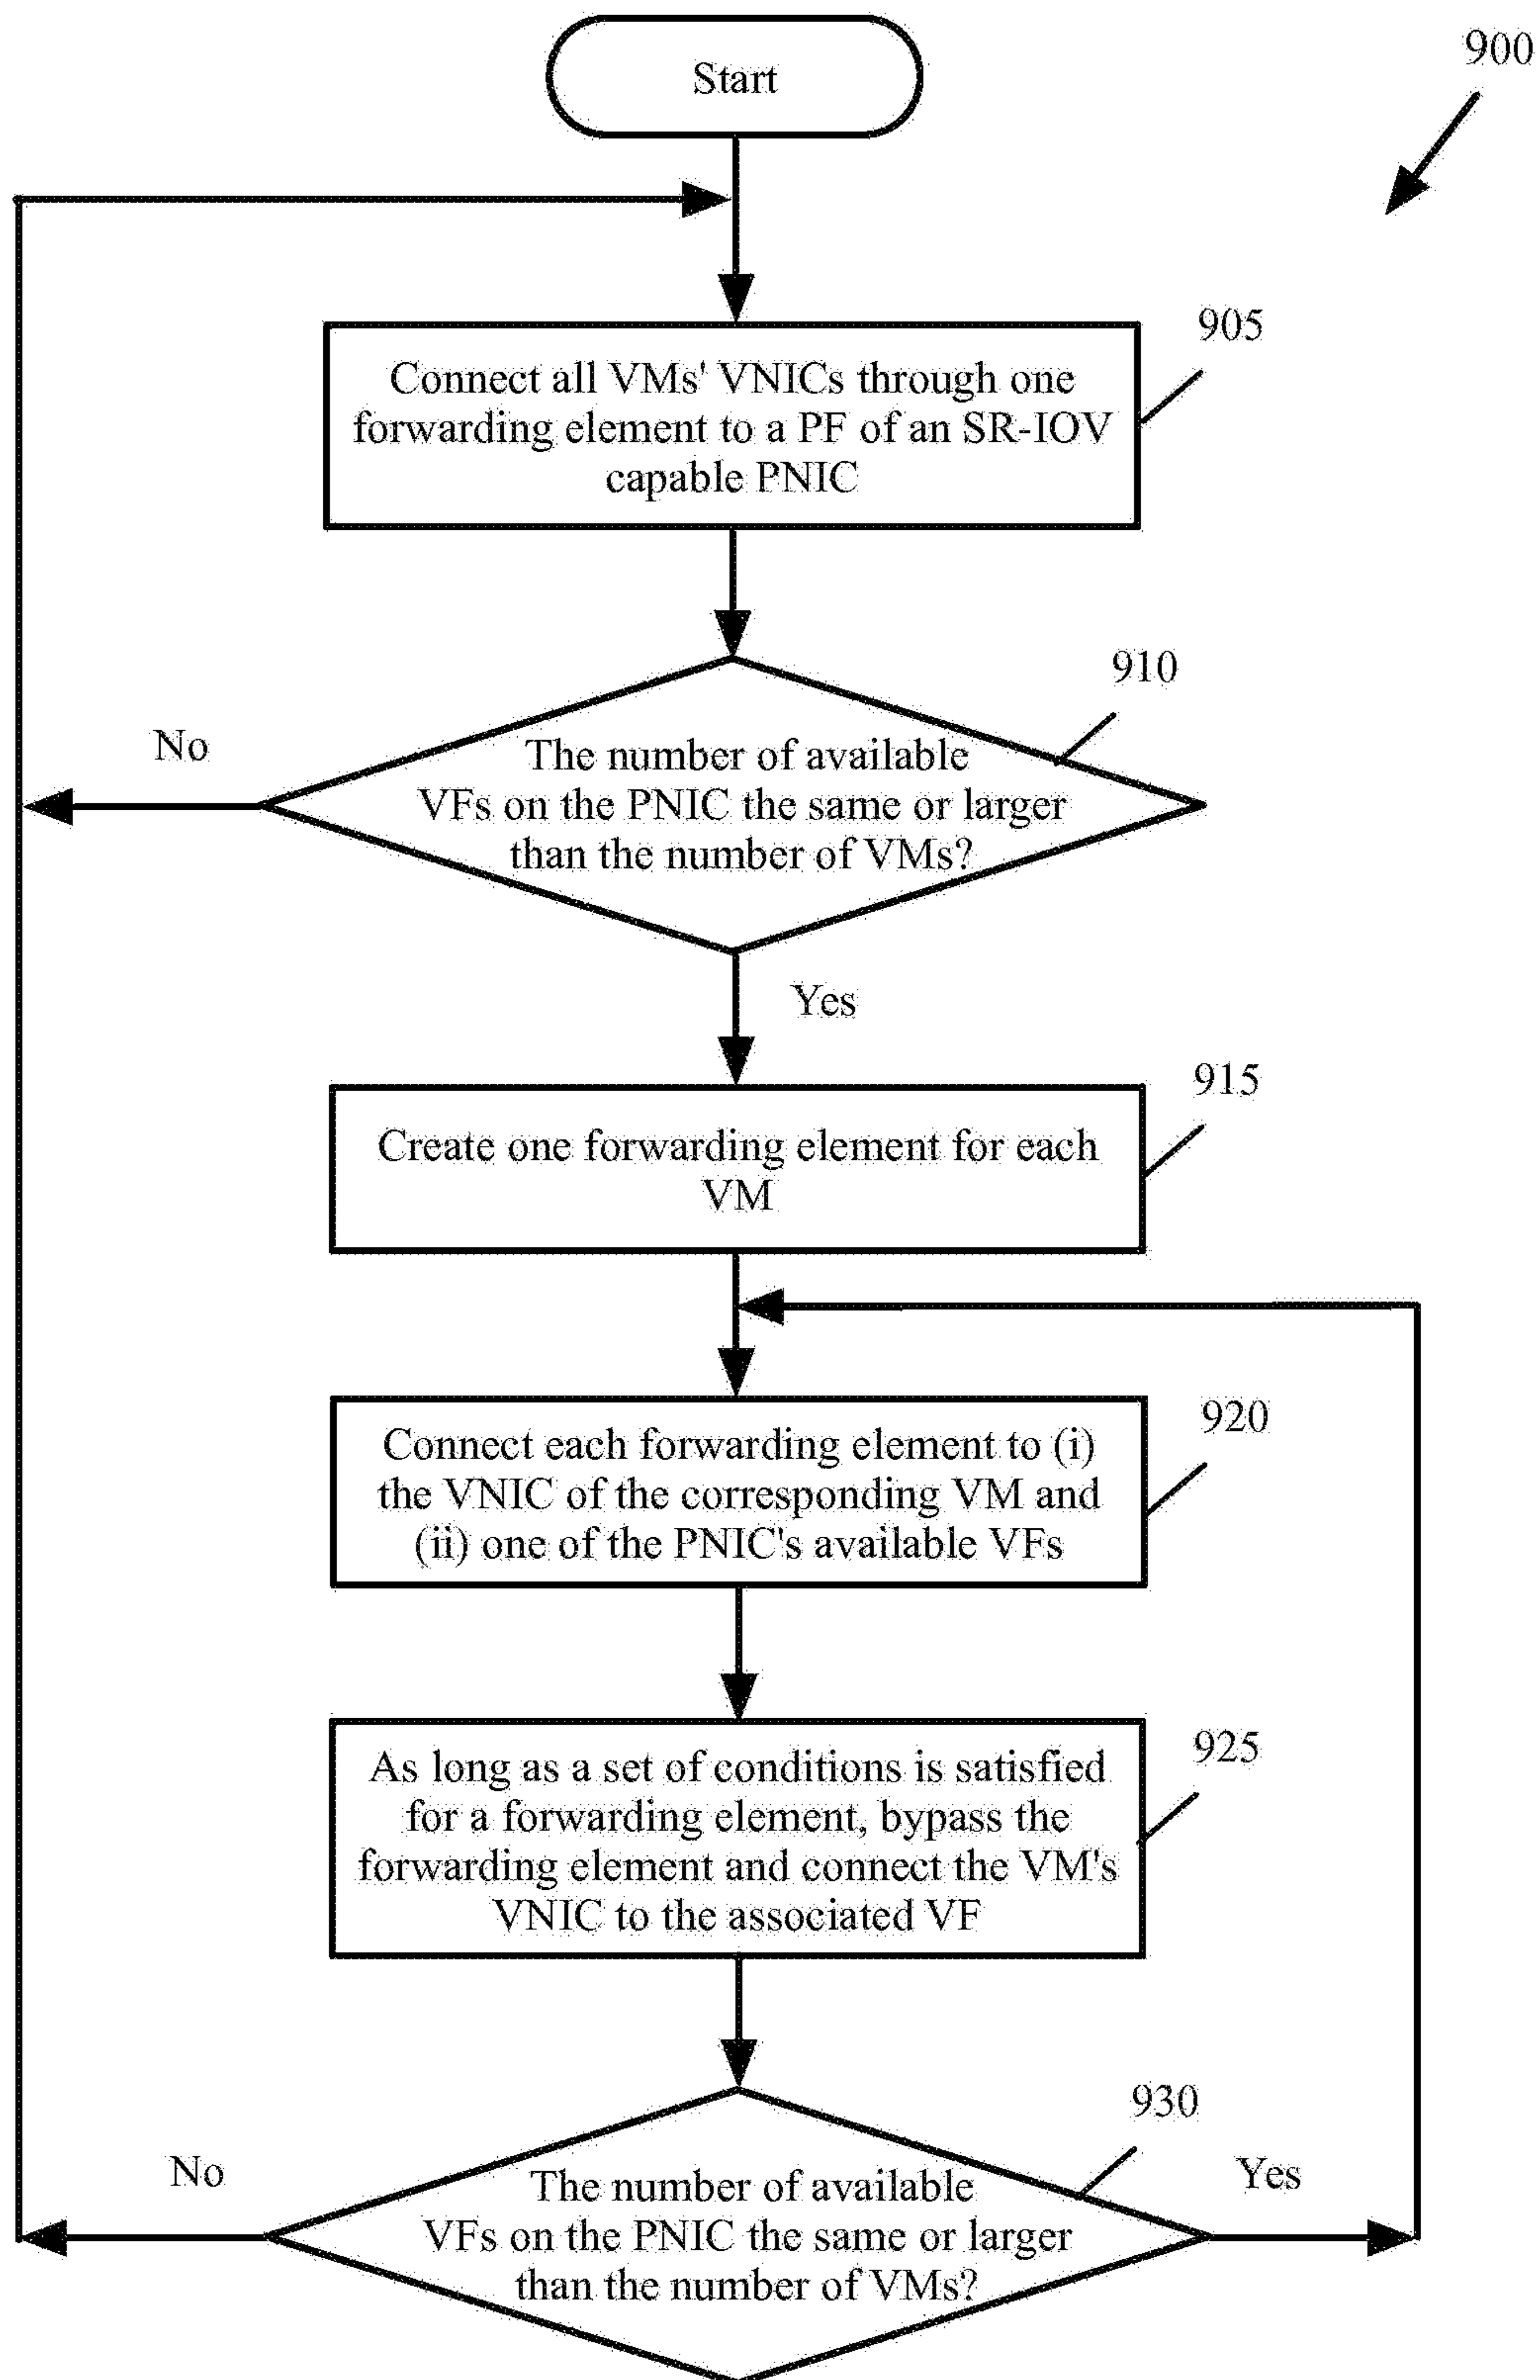 Start
900
905
Connect all VMs' VNICs through one
forwarding element to a PF of an SR-IOV
capable PNIC
910
No
The number of available
VFs on the PNIC the same or larger
than the number of VMs?
Yes
915
Create one forwarding element for each
VM
920
Connect each forwarding element to (i)
the VNIC of the corresponding VM and
(ii) one of the PNIC's available VFs
925
As long as a set of conditions is satisfied
for a forwarding element, bypass the
forwarding element and connect the VM's
VNIC to the associated VF
930
No
Yes
The number of available
VFs on the PNIC the same or larger
than the number of VMs?